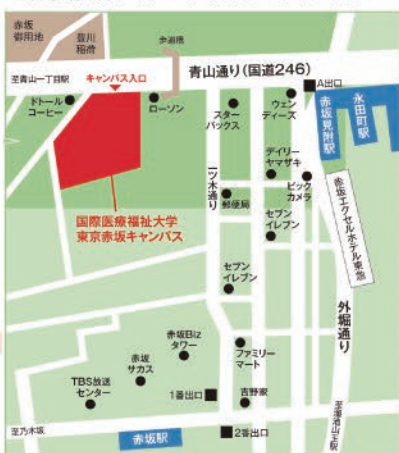 赤坂
御用地
豊川
稲荷
歩道橋
至青山一丁目駅
キャンパス入口
青山通り(国道246)
A出口
ドトール
コーヒー
ローソン
スター
バックス
ウェン
ディーズ
赤坂見附駅
永田町駅
デイリー
ヤマザキ
一ツ木通り
郵便局
ビック
カメラ
国際医療福祉大学
東京赤坂キャンパス
セブン
イレブン
赤坂エクセルホテル東急
セブン
イレブン
外堀通り
赤坂Biz
タワー
赤坂
サカス
ファミリー
マート
TBS放送
センター
1番出口
吉野家
至乃木坂
赤坂駅
2番出口
至溜池山王駅